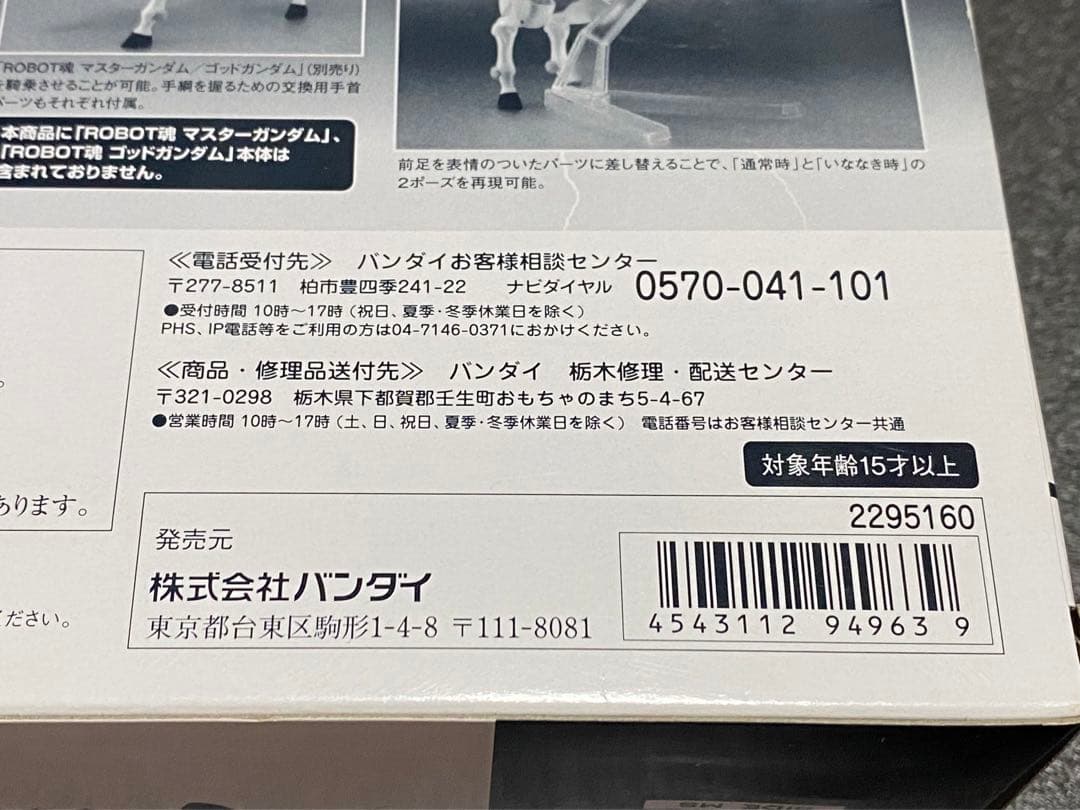 「ROBOT魂 マスターガンダム／ゴッドガンダム」（別売り）
を騎乗させることが可能。手綱を握るための交換用手首
パーツもそれぞれ付属。
本商品に「ROBOT魂 マスターガンダム」、
「ROBOT魂 ゴッドガンダム」本体は
含まれておりません。
前足を表情のついたパーツに差し替えることで、「通常時」と「いななき時」の
2ポーズを再現可能。
≪電話受付先≫ バンダイお客様相談センター
〒277-8511 柏市豊四季241-22 ナビダイヤル 0570-041-101
●受付時間 10時〜17時（祝日、夏季・冬季休業日を除く）
PHS、IP電話等をご利用の方は04-7146-0371におかけください。
≪商品・修理品送付先≫ バンダイ 栃木修理・配送センター
〒321-0298 栃木県下都賀郡壬生町おもちゃのまち5-4-67
●営業時間 10時〜17時（土、日、祝日、夏季・冬季休業日を除く） 電話番号はお客様相談センター共通
対象年齢15才以上
あります。
ください。
発売元
株式会社バンダイ
東京都台東区駒形1-4-8 〒111-8081
2295160
4543112 949639